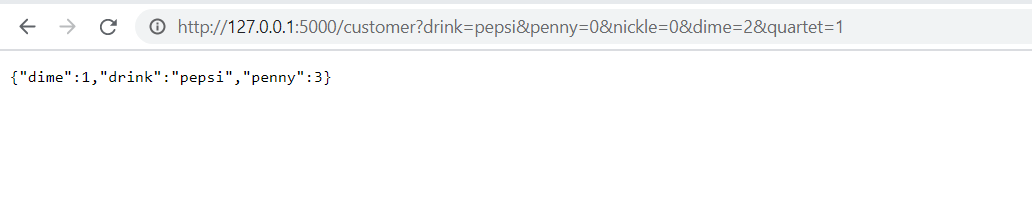 http://127.0.0.1:5000/customer?drink=pepsi&penny=0&nickle=0&dime=2&quartet=1
{"dime":1,"drink":"pepsi","penny":3}